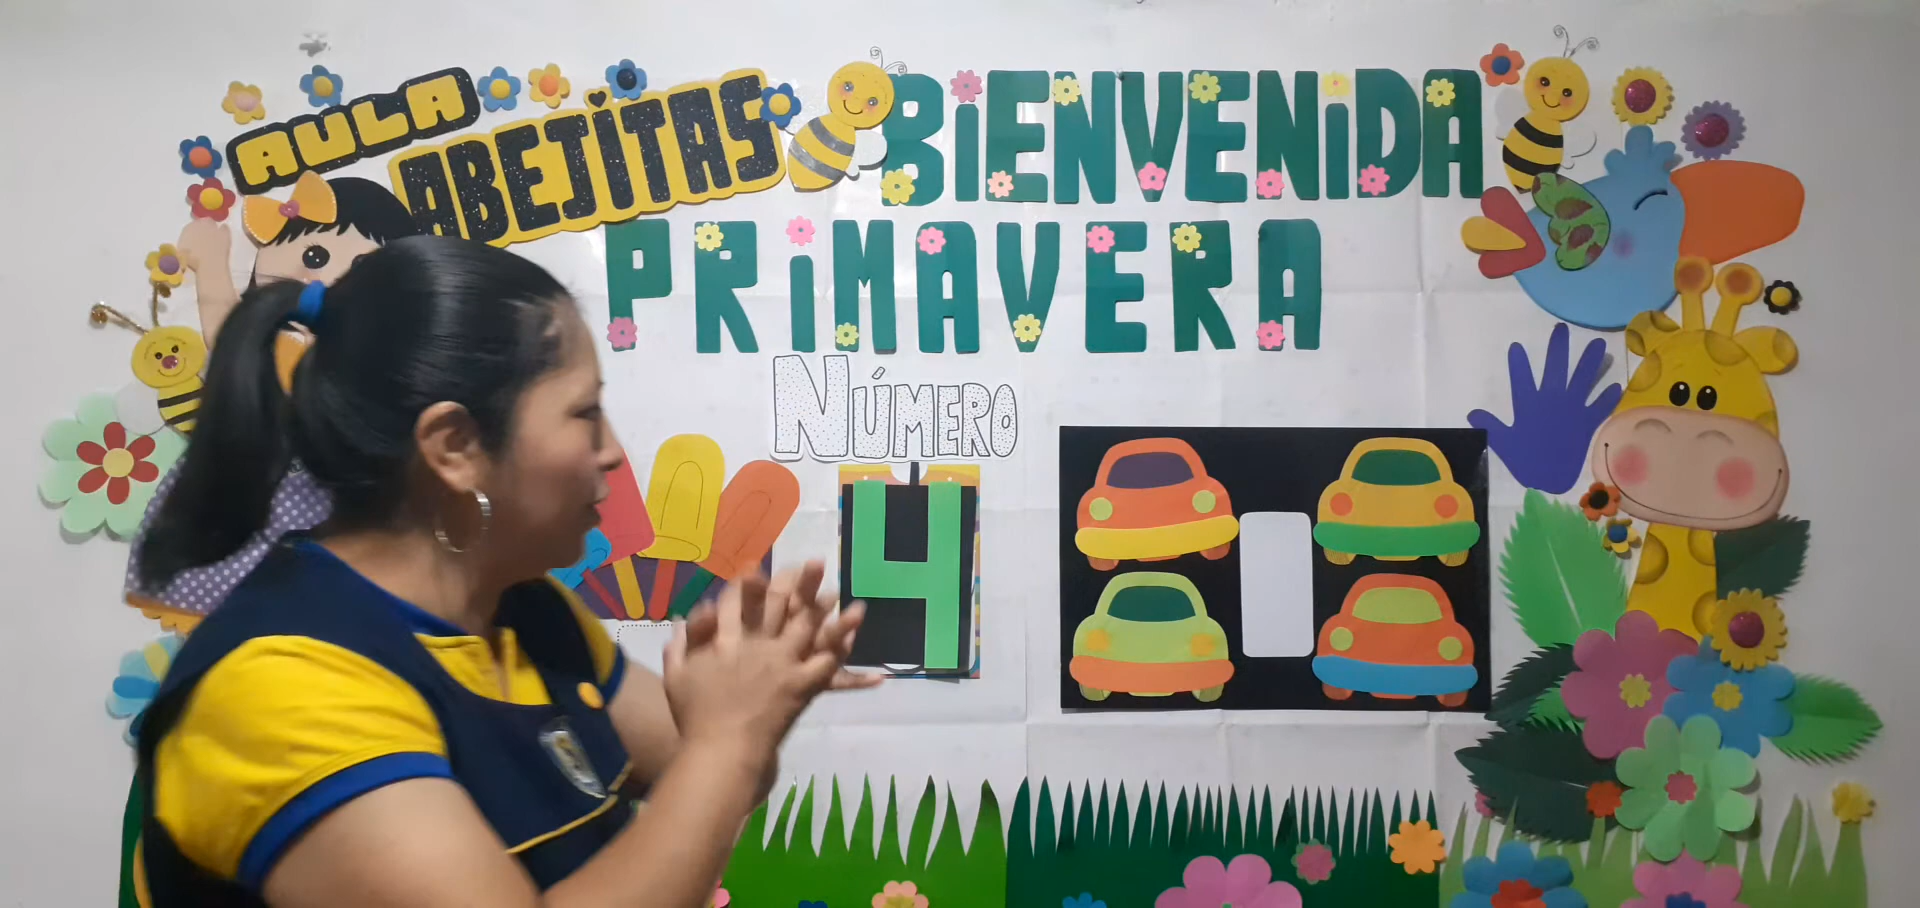 AULA
ABEJITAS
BIENVENIDA
PRIMAVERA
NÚMERO
4